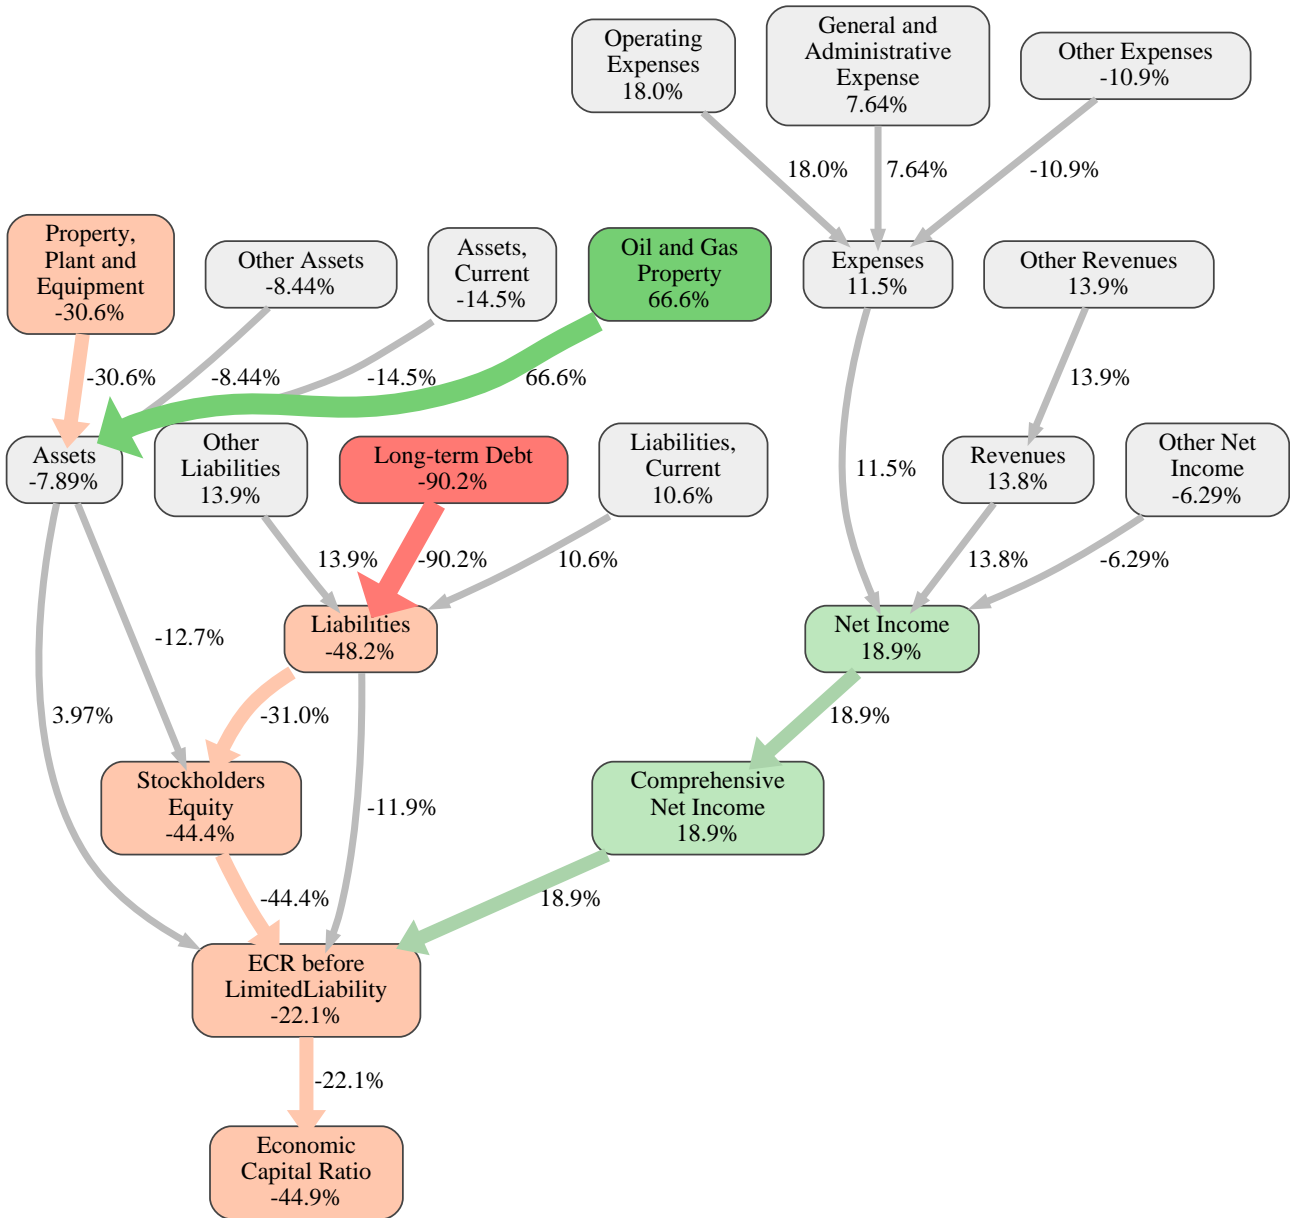 Operating
Expenses
18.0%
General and
Administrative
Expense
7.64%
Other Expenses
-10.9%
18.0%
7.64%
-10.9%
Property,
Plant and
Equipment
-30.6%
Other Assets
-8.44%
Assets,
Current
-14.5%
Oil and Gas
Property
66.6%
Expenses
11.5%
Other Revenues
13.9%
-30.6%
-8.44%
-14.5%
66.6%
13.9%
Assets
-7.89%
Other
Liabilities
13.9%
Long-term Debt
-90.2%
Liabilities,
Current
10.6%
11.5%
Revenues
13.8%
Other Net
Income
-6.29%
13.9%
-90.2%
10.6%
13.8%
-6.29%
-12.7%
Liabilities
-48.2%
Net Income
18.9%
3.97%
-31.0%
18.9%
Stockholders
Equity
-44.4%
-11.9%
Comprehensive
Net Income
18.9%
-44.4%
18.9%
ECR before
LimitedLiability
-22.1%
-22.1%
Economic
Capital Ratio
-44.9%